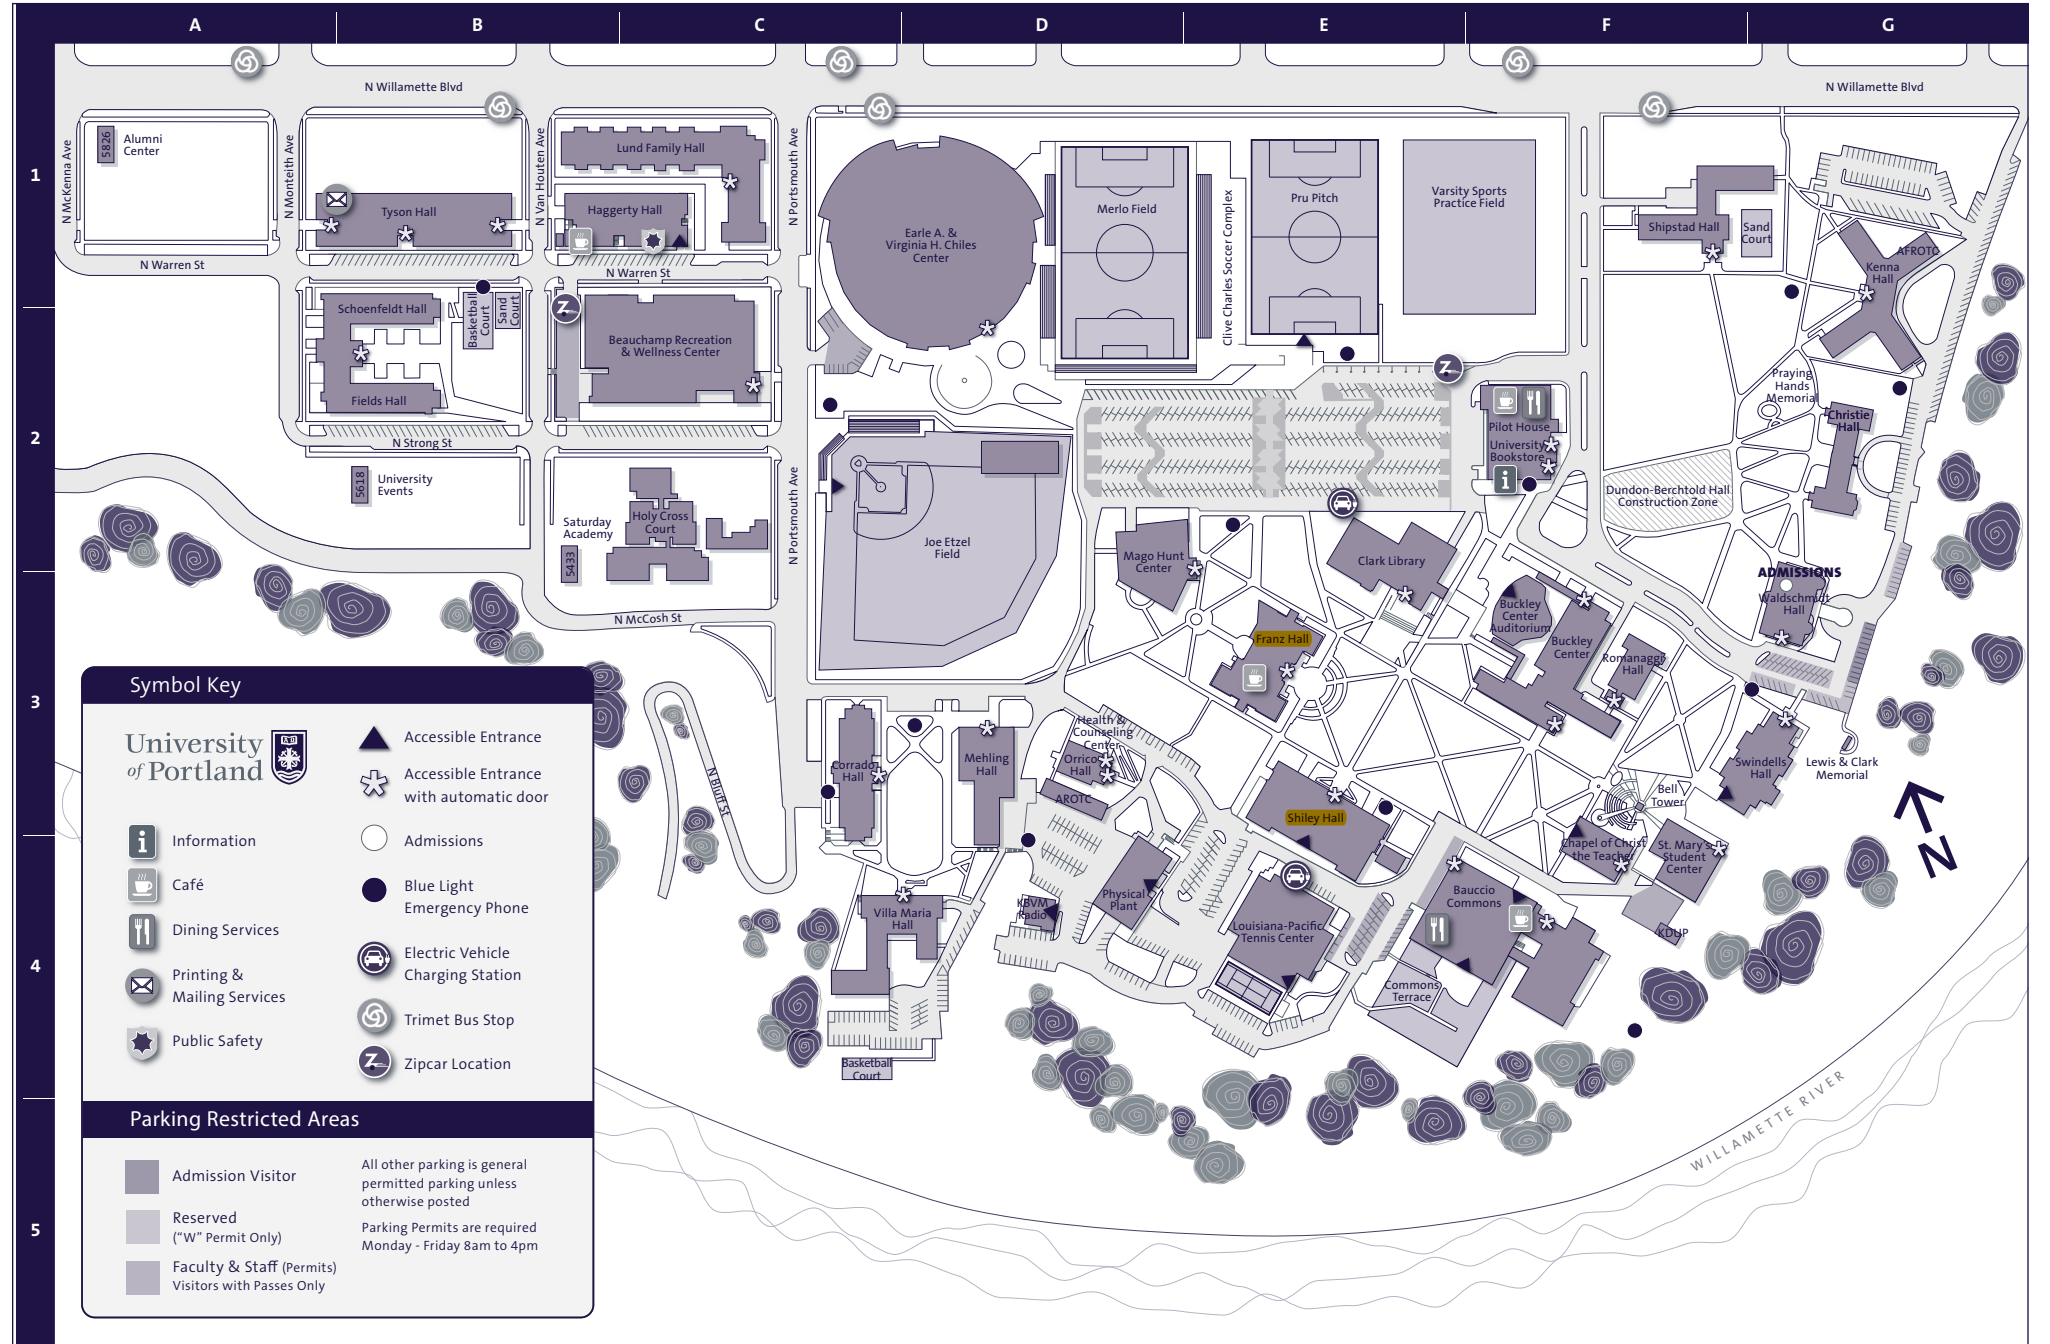 A B C D E F G
1
2
3
4
5
N Willamette Blvd
N Willamette Blvd
N McKenna Ave
N Monteith Ave
N Van Houten Ave
N Portsmouth Ave
5826
Alumni
Center
Tyson Hall
Lund Family Hall
Haggerty Hall
N Warren St
N Warren St
Earle A. &
Virginia H. Chiles
Center
Merlo Field
Clive Charles Soccer Complex
Pru Pitch
Varsity Sports
Practice Field
Shipstad Hall
Sand
Court
AFROTC
Kenna
Hall
Schoenfeldt Hall
Basketball
Court
Sand
Court
Fields Hall
Beauchamp Recreation
& Wellness Center
N Strong St
5618
University
Events
Saturday
Academy
5433
Holy Cross
Court
N Portsmouth Ave
Joe Etzel
Field
N McCosh St
Pilot House
University
Bookstore
Praying
Hands
Memorial
Christie
Hall
Dundon-Berchtold Hall
Construction Zone
Mago Hunt
Center
Clark Library
ADMISSIONS
Waldschmidt
Hall
Buckley
Center
Auditorium
Buckley
Center
Romanaggi
Hall
Franz Hall
Health &
Counseling
Center
Orrico
Hall
AROTC
Corrado
Hall
Mehling
Hall
N Bluff St
Shiley Hall
Swindells
Hall
Lewis & Clark
Memorial
Bell
Tower
Chapel of Christ
the Teacher
St. Mary's
Student
Center
KDUP
Bauccio
Commons
Commons
Terrace
Louisiana-Pacific
Tennis Center
Physical
Plant
KBVM
Radio
Villa Maria
Hall
Basketball
Court
N
WILLAMETTE RIVER
Symbol Key
University
of Portland
Information
Café
Dining Services
Printing &
Mailing Services
Public Safety
Accessible Entrance
Accessible Entrance
with automatic door
Admissions
Blue Light
Emergency Phone
Electric Vehicle
Charging Station
Trimet Bus Stop
Zipcar Location
Parking Restricted Areas
Admission Visitor
Reserved
(“W” Permit Only)
Faculty & Staff (Permits)
Visitors with Passes Only
All other parking is general
permitted parking unless
otherwise posted
Parking Permits are required
Monday - Friday 8am to 4pm